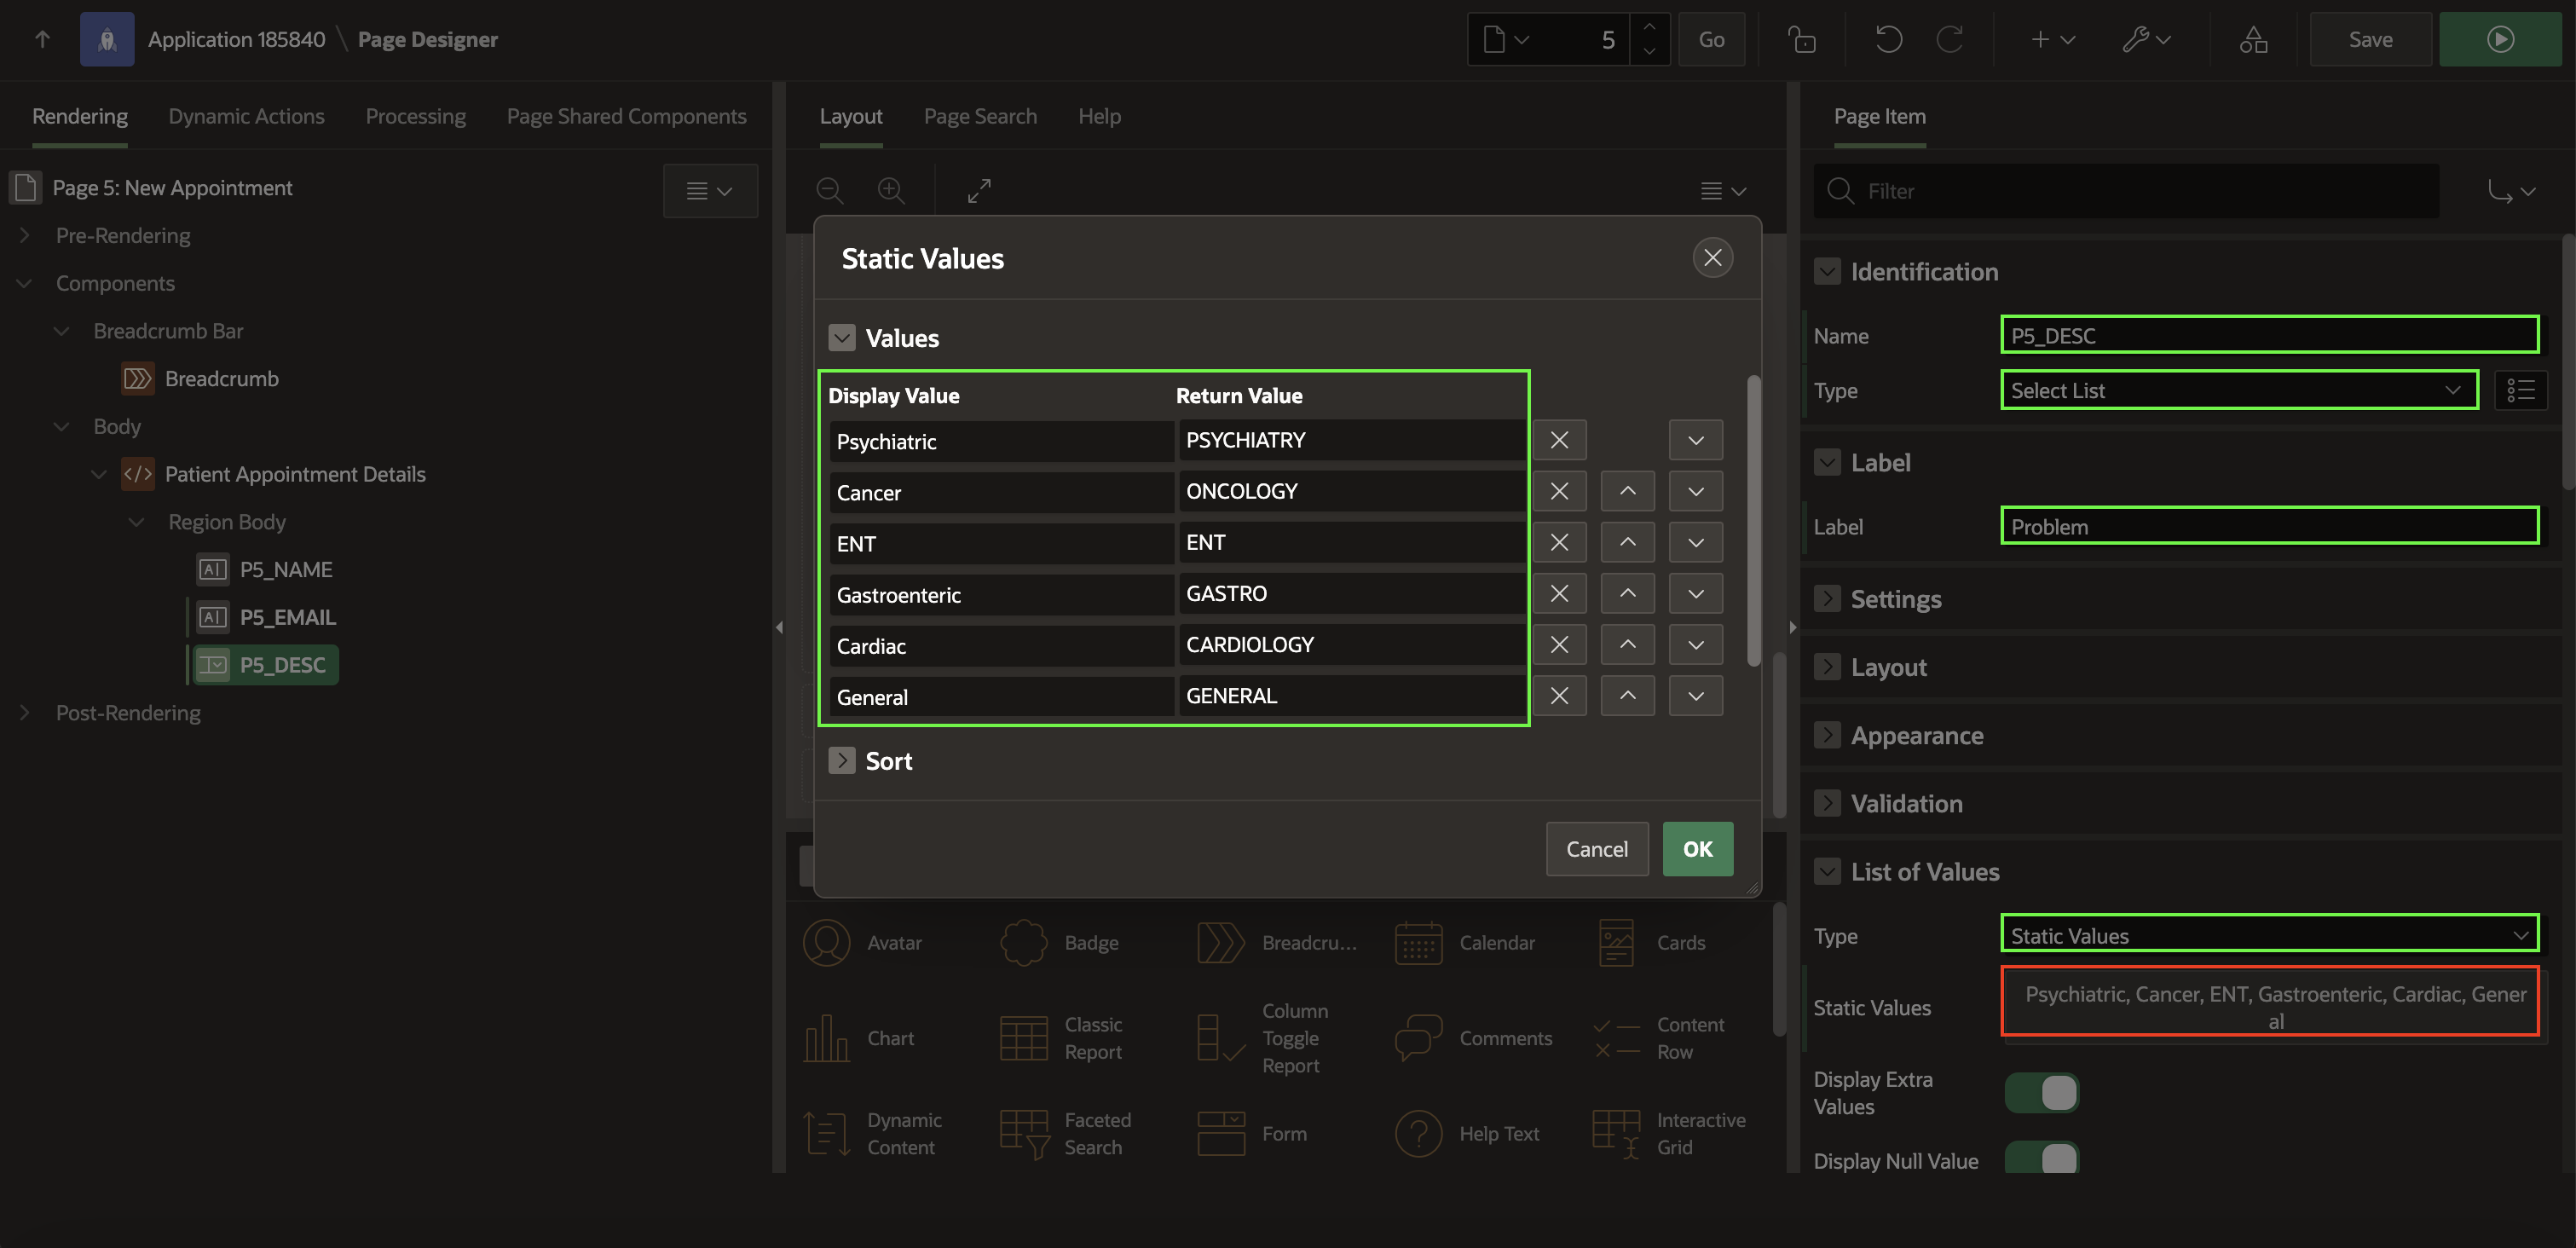 Application 185840 \ Page Designer
5
Go
Save
Rendering
Dynamic Actions
Processing
Page Shared Components
Page 5: New Appointment
Pre-Rendering
Components
Breadcrumb Bar
Breadcrumb
Body
Patient Appointment Details
Region Body
P5_NAME
P5_EMAIL
P5_DESC
Post-Rendering
Layout
Page Search
Help
Static Values
Values
Display Value Return Value
Psychiatric PSYCHIATRY
Cancer ONCOLOGY
ENT ENT
Gastroenteric GASTRO
Cardiac CARDIOLOGY
General GENERAL
Sort
Cancel
OK
Avatar
Badge
Breadcru...
Calendar
Cards
Chart
Classic
Report
Column
Toggle
Report
Comments
Content
Row
Dynamic
Content
Faceted
Search
Form
Help Text
Interactive
Grid
Page Item
Filter
Identification
Name P5_DESC
Type Select List
Label
Label Problem
Settings
Layout
Appearance
Validation
List of Values
Type Static Values
Static Values
Psychiatric, Cancer, ENT, Gastroenteric, Cardiac, Gener
al
Display Extra
Values
Display Null Value